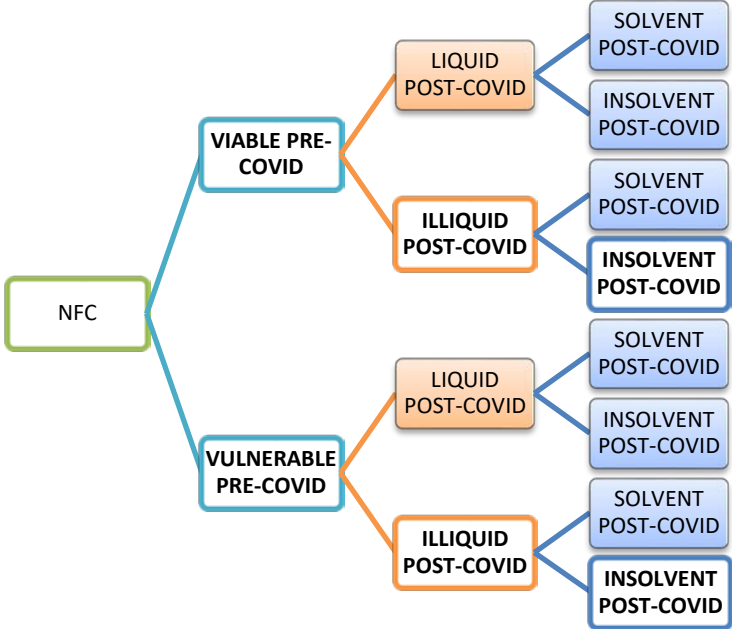 SOLVENT
POST-COVID
LIQUID
POST-COVID
INSOLVENT
POST-COVID
VIABLE PRE-
COVID
SOLVENT
POST-COVID
ILLIQUID
POST-COVID
INSOLVENT
POST-COVID
NFC
SOLVENT
POST-COVID
LIQUID
POST-COVID
INSOLVENT
POST-COVID
VULNERABLE
PRE-COVID
SOLVENT
POST-COVID
ILLIQUID
POST-COVID
INSOLVENT
POST-COVID